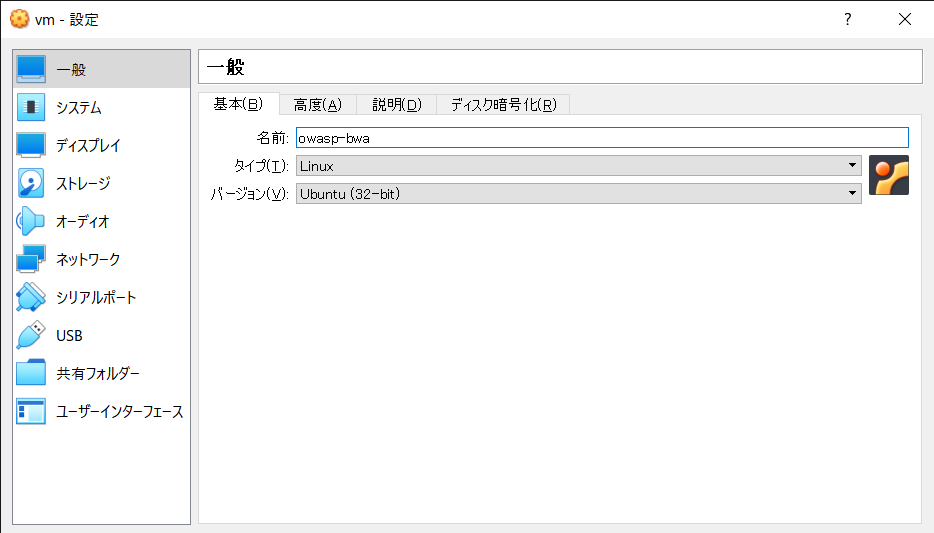 vm - 設定
?
一般
システム
ディスプレイ
ストレージ
オーディオ
ネットワーク
シリアルポート
USB
共有フォルダー
ユーザーインターフェース
一般
基本(B) 高度(A) 説明(D) ディスク暗号化(R)
名前: owasp-bwa
タイプ(T): Linux
バージョン(V): Ubuntu (32-bit)